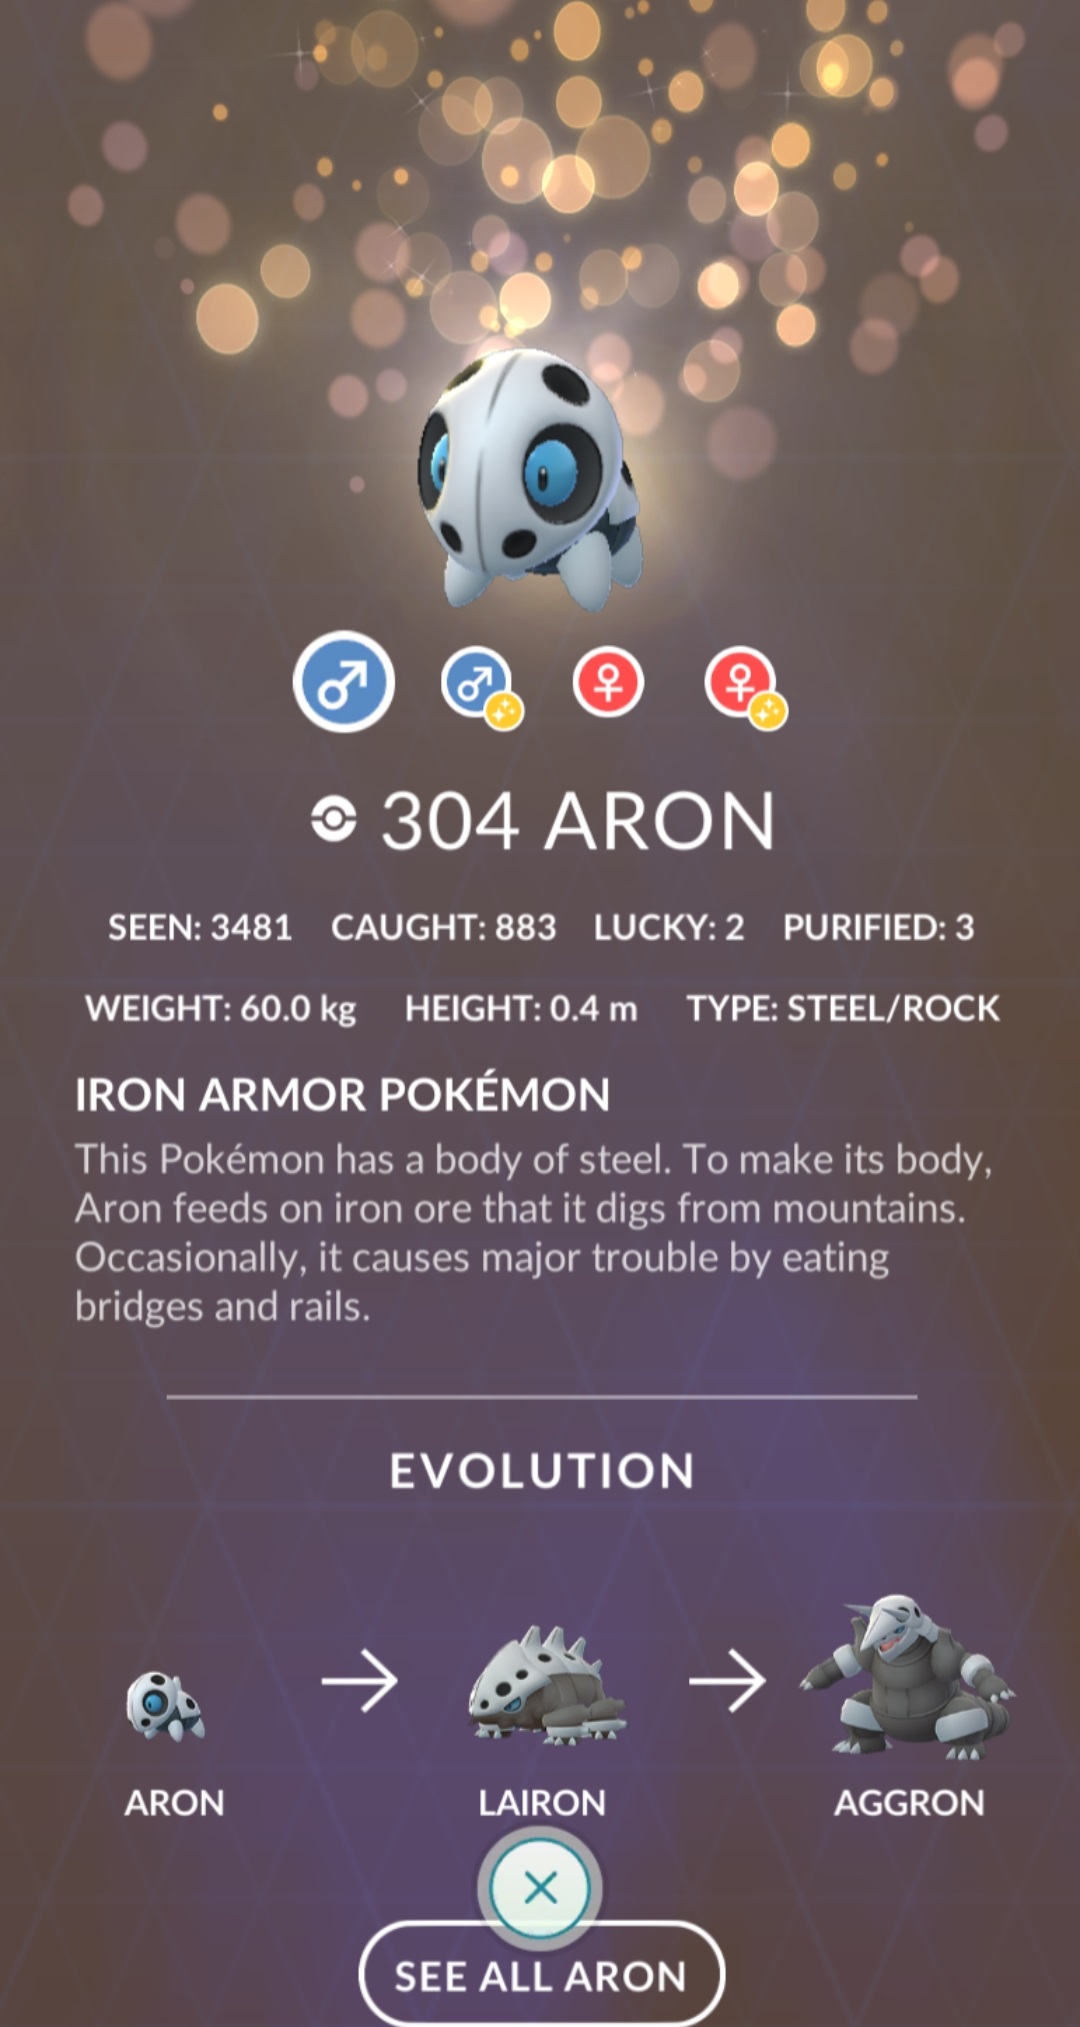 304 ARON
SEEN: 3481 CAUGHT: 883 LUCKY: 2 PURIFIED: 3
WEIGHT: 60.0 kg HEIGHT: 0.4 m TYPE: STEEL/ROCK
IRON ARMOR POKÉMON
This Pokémon has a body of steel. To make its body,
Aron feeds on iron ore that it digs from mountains.
Occasionally, it causes major trouble by eating
bridges and rails.
EVOLUTION
ARON LAIRON AGGRON
SEE ALL ARON